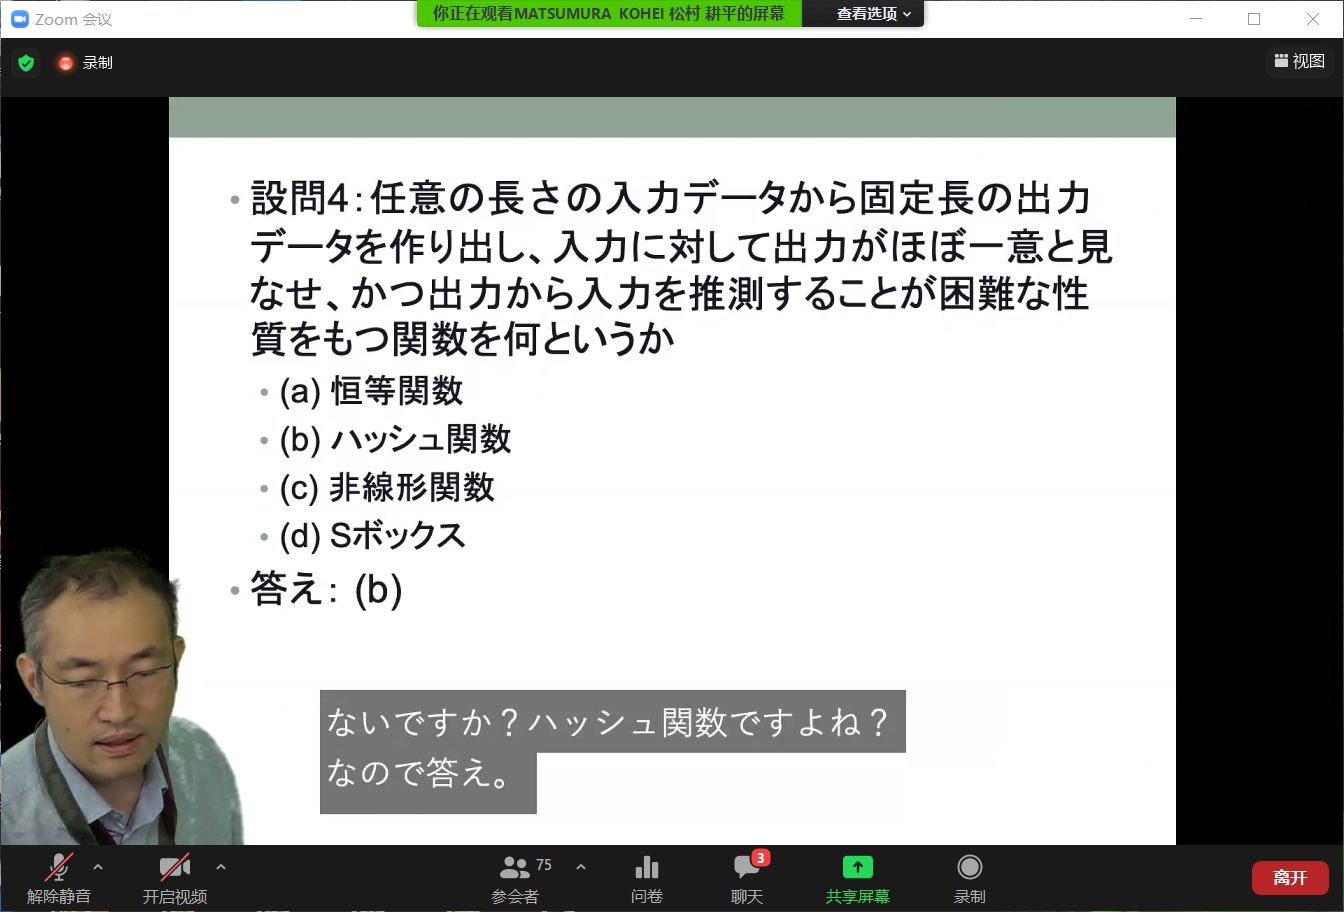 Zoom 会议
你正在观看MATSUMURA KOHEI 松村 耕平的屏幕
查看选项
录制
视图
設問4：任意の長さの入力データから固定長の出力
データを作り出し、入力に対して出力がほぼ一意と見
なせ、かつ出力から入力を推測することが困難な性
質をもつ関数を何というか
(a) 恒等関数
(b) ハッシュ関数
(c) 非線形関数
(d) Sボックス
答え： (b)
ないですか？ハッシュ関数ですよね？
なので答え。
解除静音
开启视频
75
参会者
问卷
3
聊天
共享屏幕
录制
离开